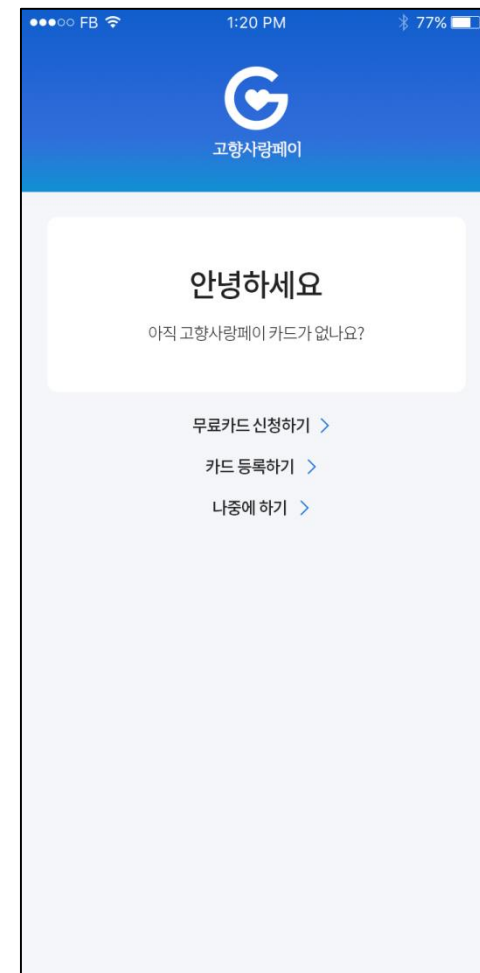 ●●●○○ FB 1:20 PM 77%
고향사랑페이
안녕하세요
아직 고향사랑페이 카드가 없나요?
무료카드 신청하기 >
카드 등록하기 >
나중에 하기 >